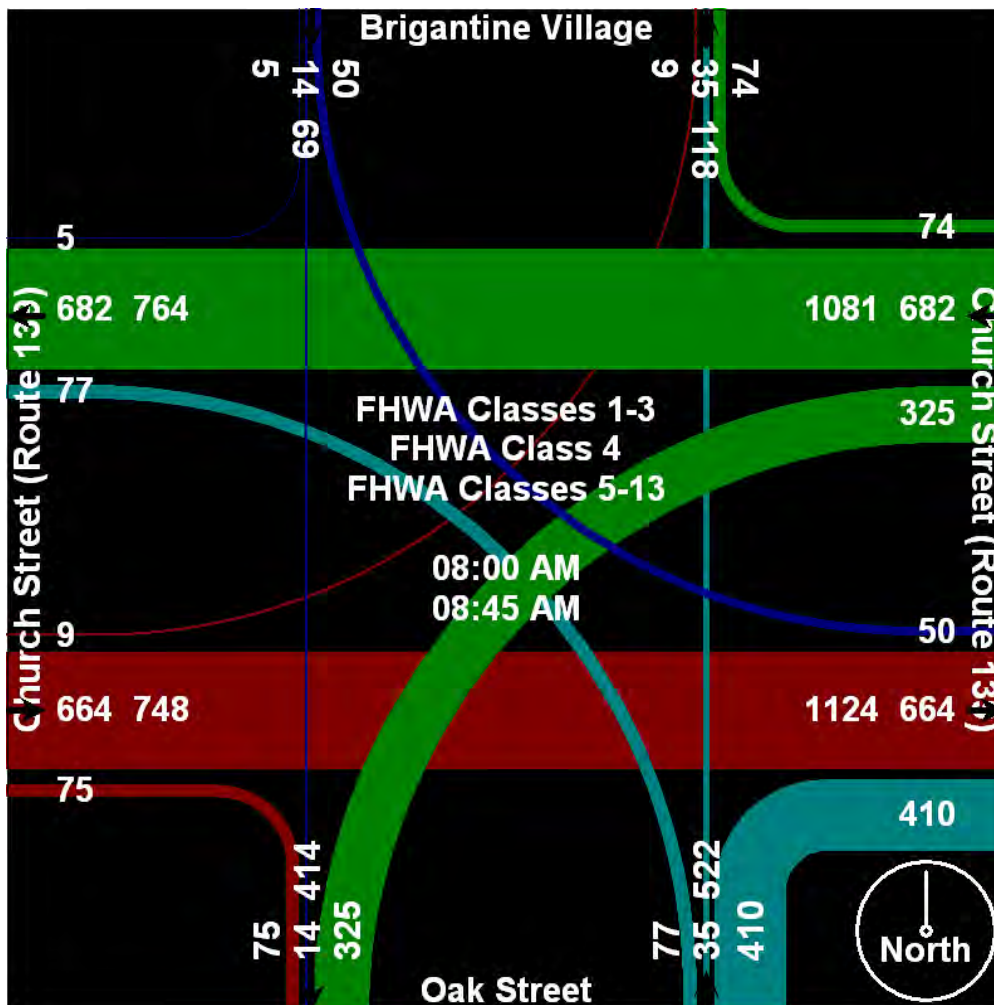 Brigantine Village
5 14 50
69
9 35 74
118
5
74
682 764
1081 682
77
325
Church Street (Route 139)
Church Street (Route 139)
FHWA Classes 1-3
FHWA Class 4
FHWA Classes 5-13
08:00 AM
08:45 AM
9
50
664 748
1124 664
75
410
414
522
75 14 325
77 35 410
North
Oak Street